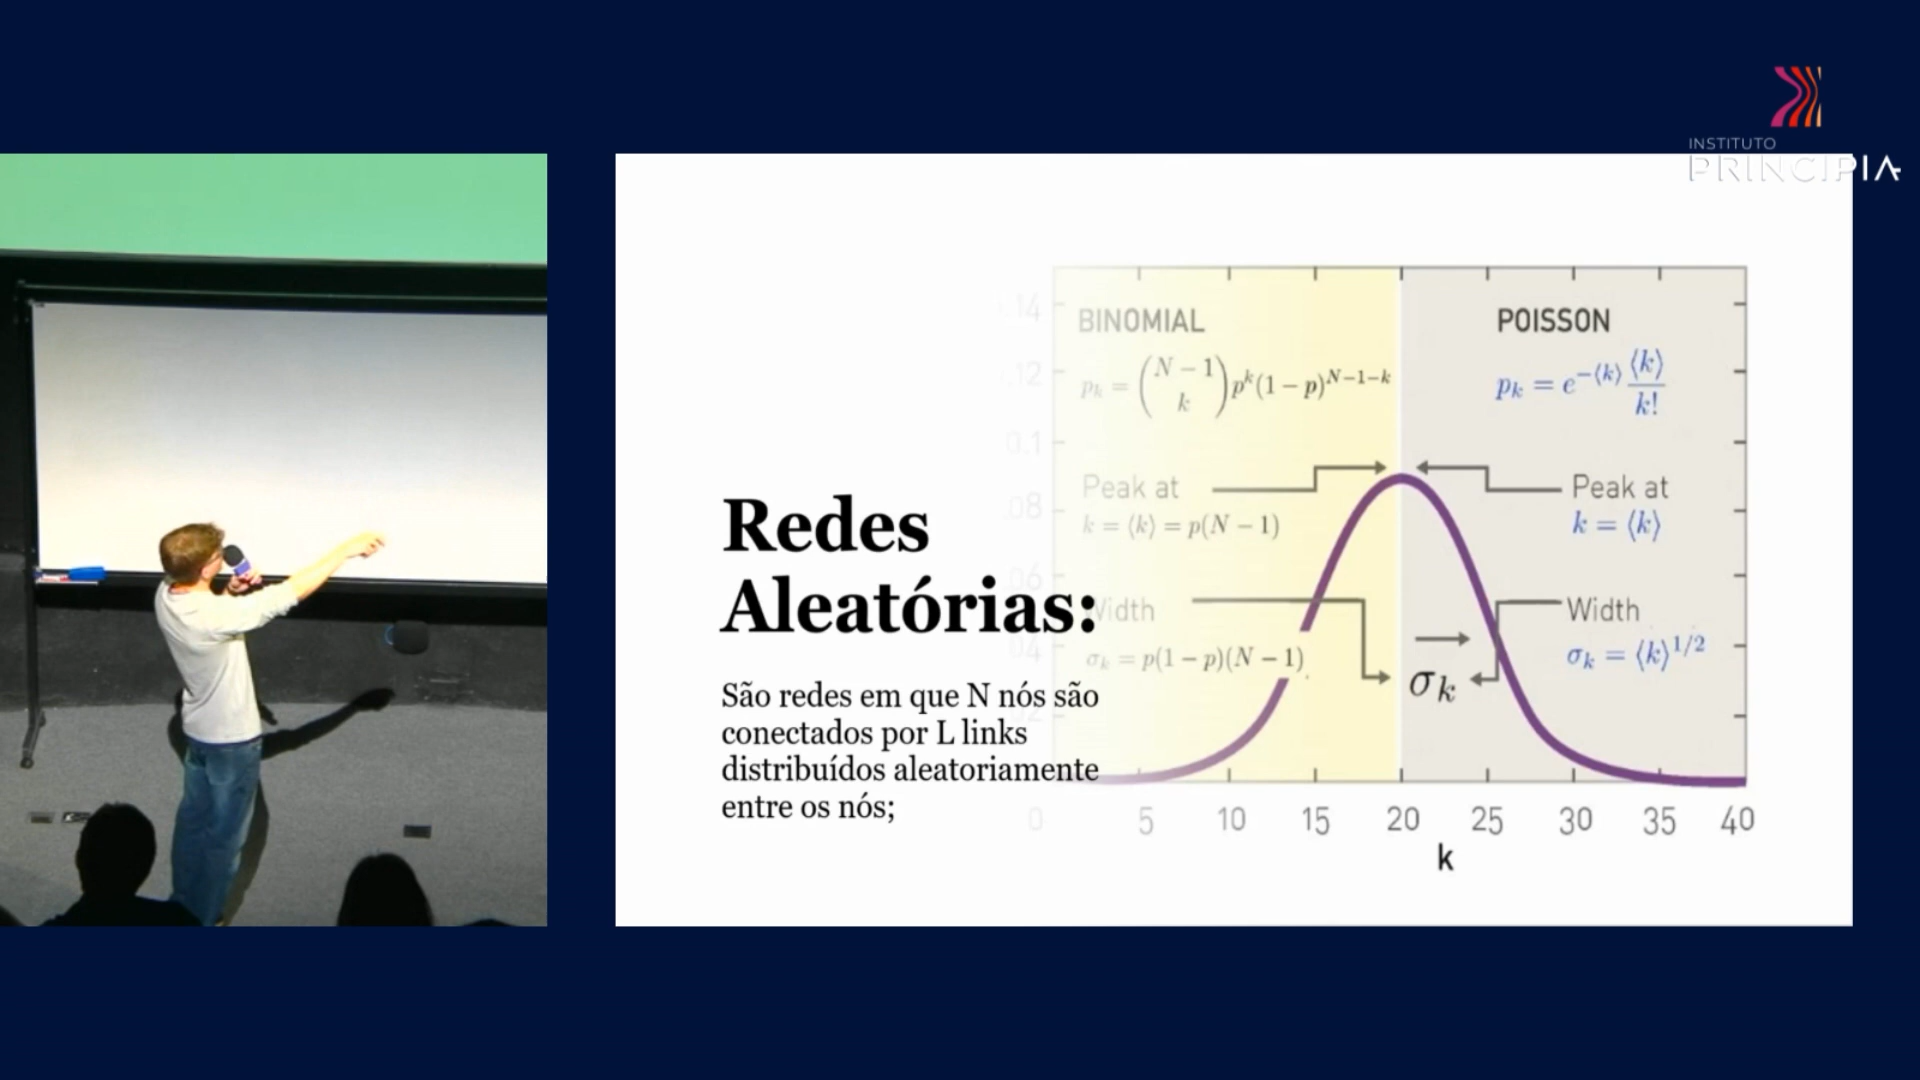 INSTITUTO
PRINCIPIA
Redes
Aleatórias:
São redes em que N nós são
conectados por L links
distribuídos aleatoriamente
entre os nós;
BINOMIAL
p_k = \binom{N-1}{k} p^k (1-p)^{N-1-k}
Peak at
k = ⟨k⟩ = p(N − 1)
Width
σ_k = p(1 − p)(N − 1)
POISSON
p_k = e^{-⟨k⟩} \frac{⟨k⟩}{k!}
Peak at
k = ⟨k⟩
Width
σ_k = ⟨k⟩^{1/2}
σ_k
0 5 10 15 20 25 30 35 40
k